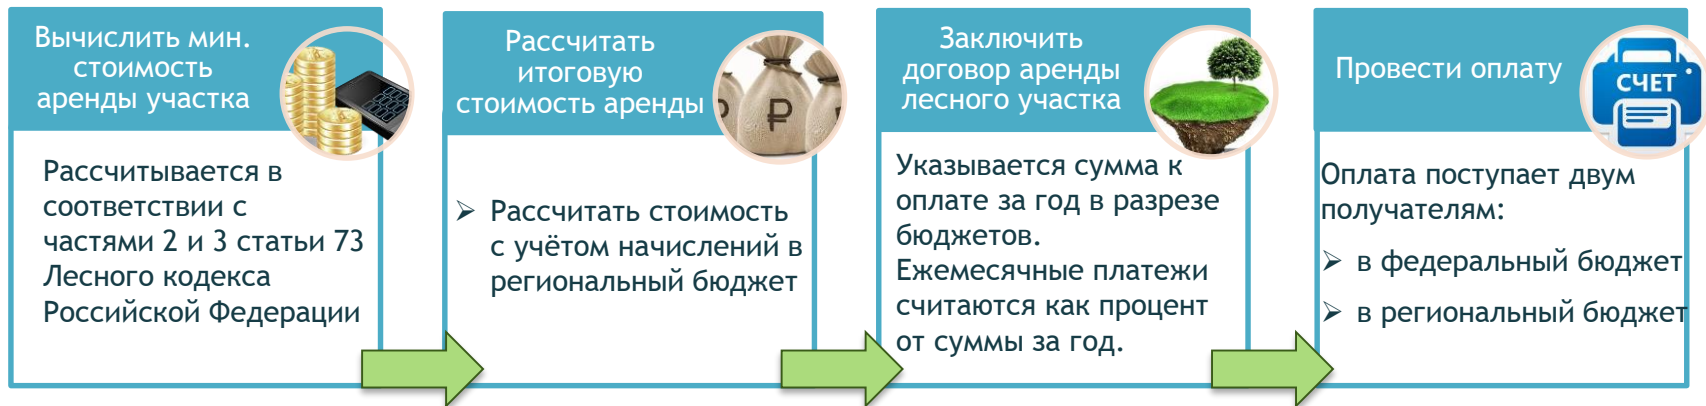 Вычислить мин.
стоимость
аренды участка
Рассчитывается в
соответствии с
частями 2 и 3 статьи 73
Лесного кодекса
Российской Федерации
Рассчитать
итоговую
стоимость аренды
₽
➢ Рассчитать стоимость
с учётом начислений в
региональный бюджет
Заключить
договор аренды
лесного участка
Указывается сумма к
оплате за год в разрезе
бюджетов.
Ежемесячные платежи
считаются как процент
от суммы за год.
Провести оплату
СЧЕТ
Оплата поступает двум
получателям:
➢ в федеральный бюджет
➢ в региональный бюджет